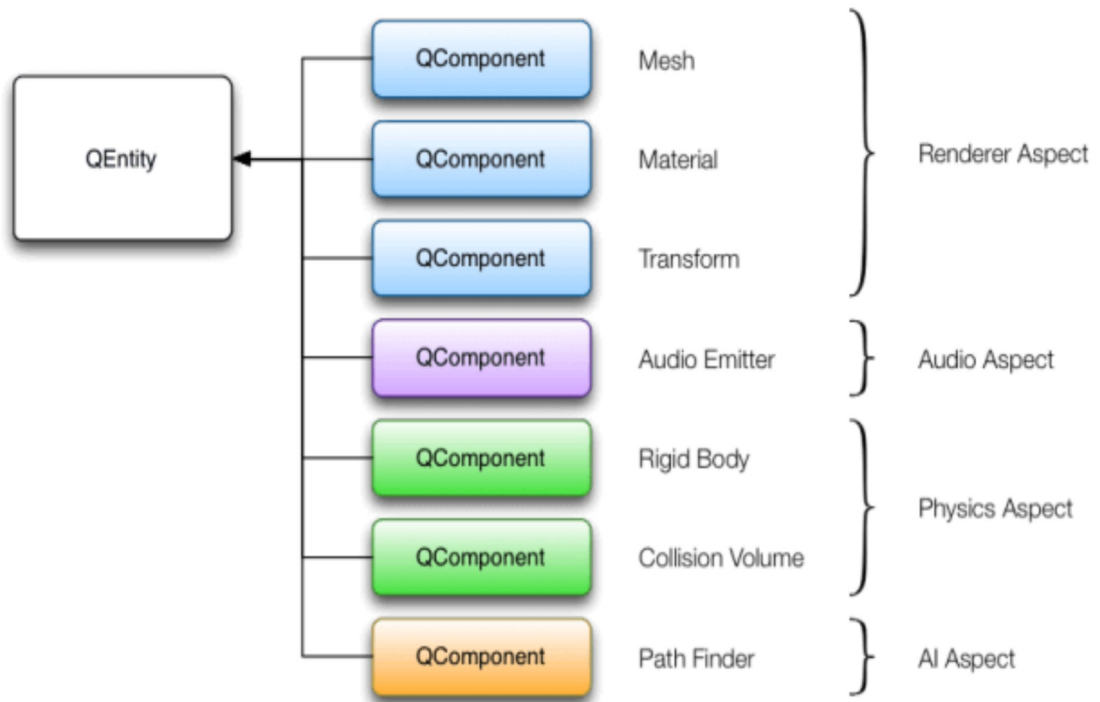 QComponent Mesh
QEntity QComponent Material Renderer Aspect
QComponent Transform
QComponent Audio Emitter Audio Aspect
QComponent Rigid Body
Physics Aspect
QComponent Collision Volume
QComponent Path Finder AI Aspect